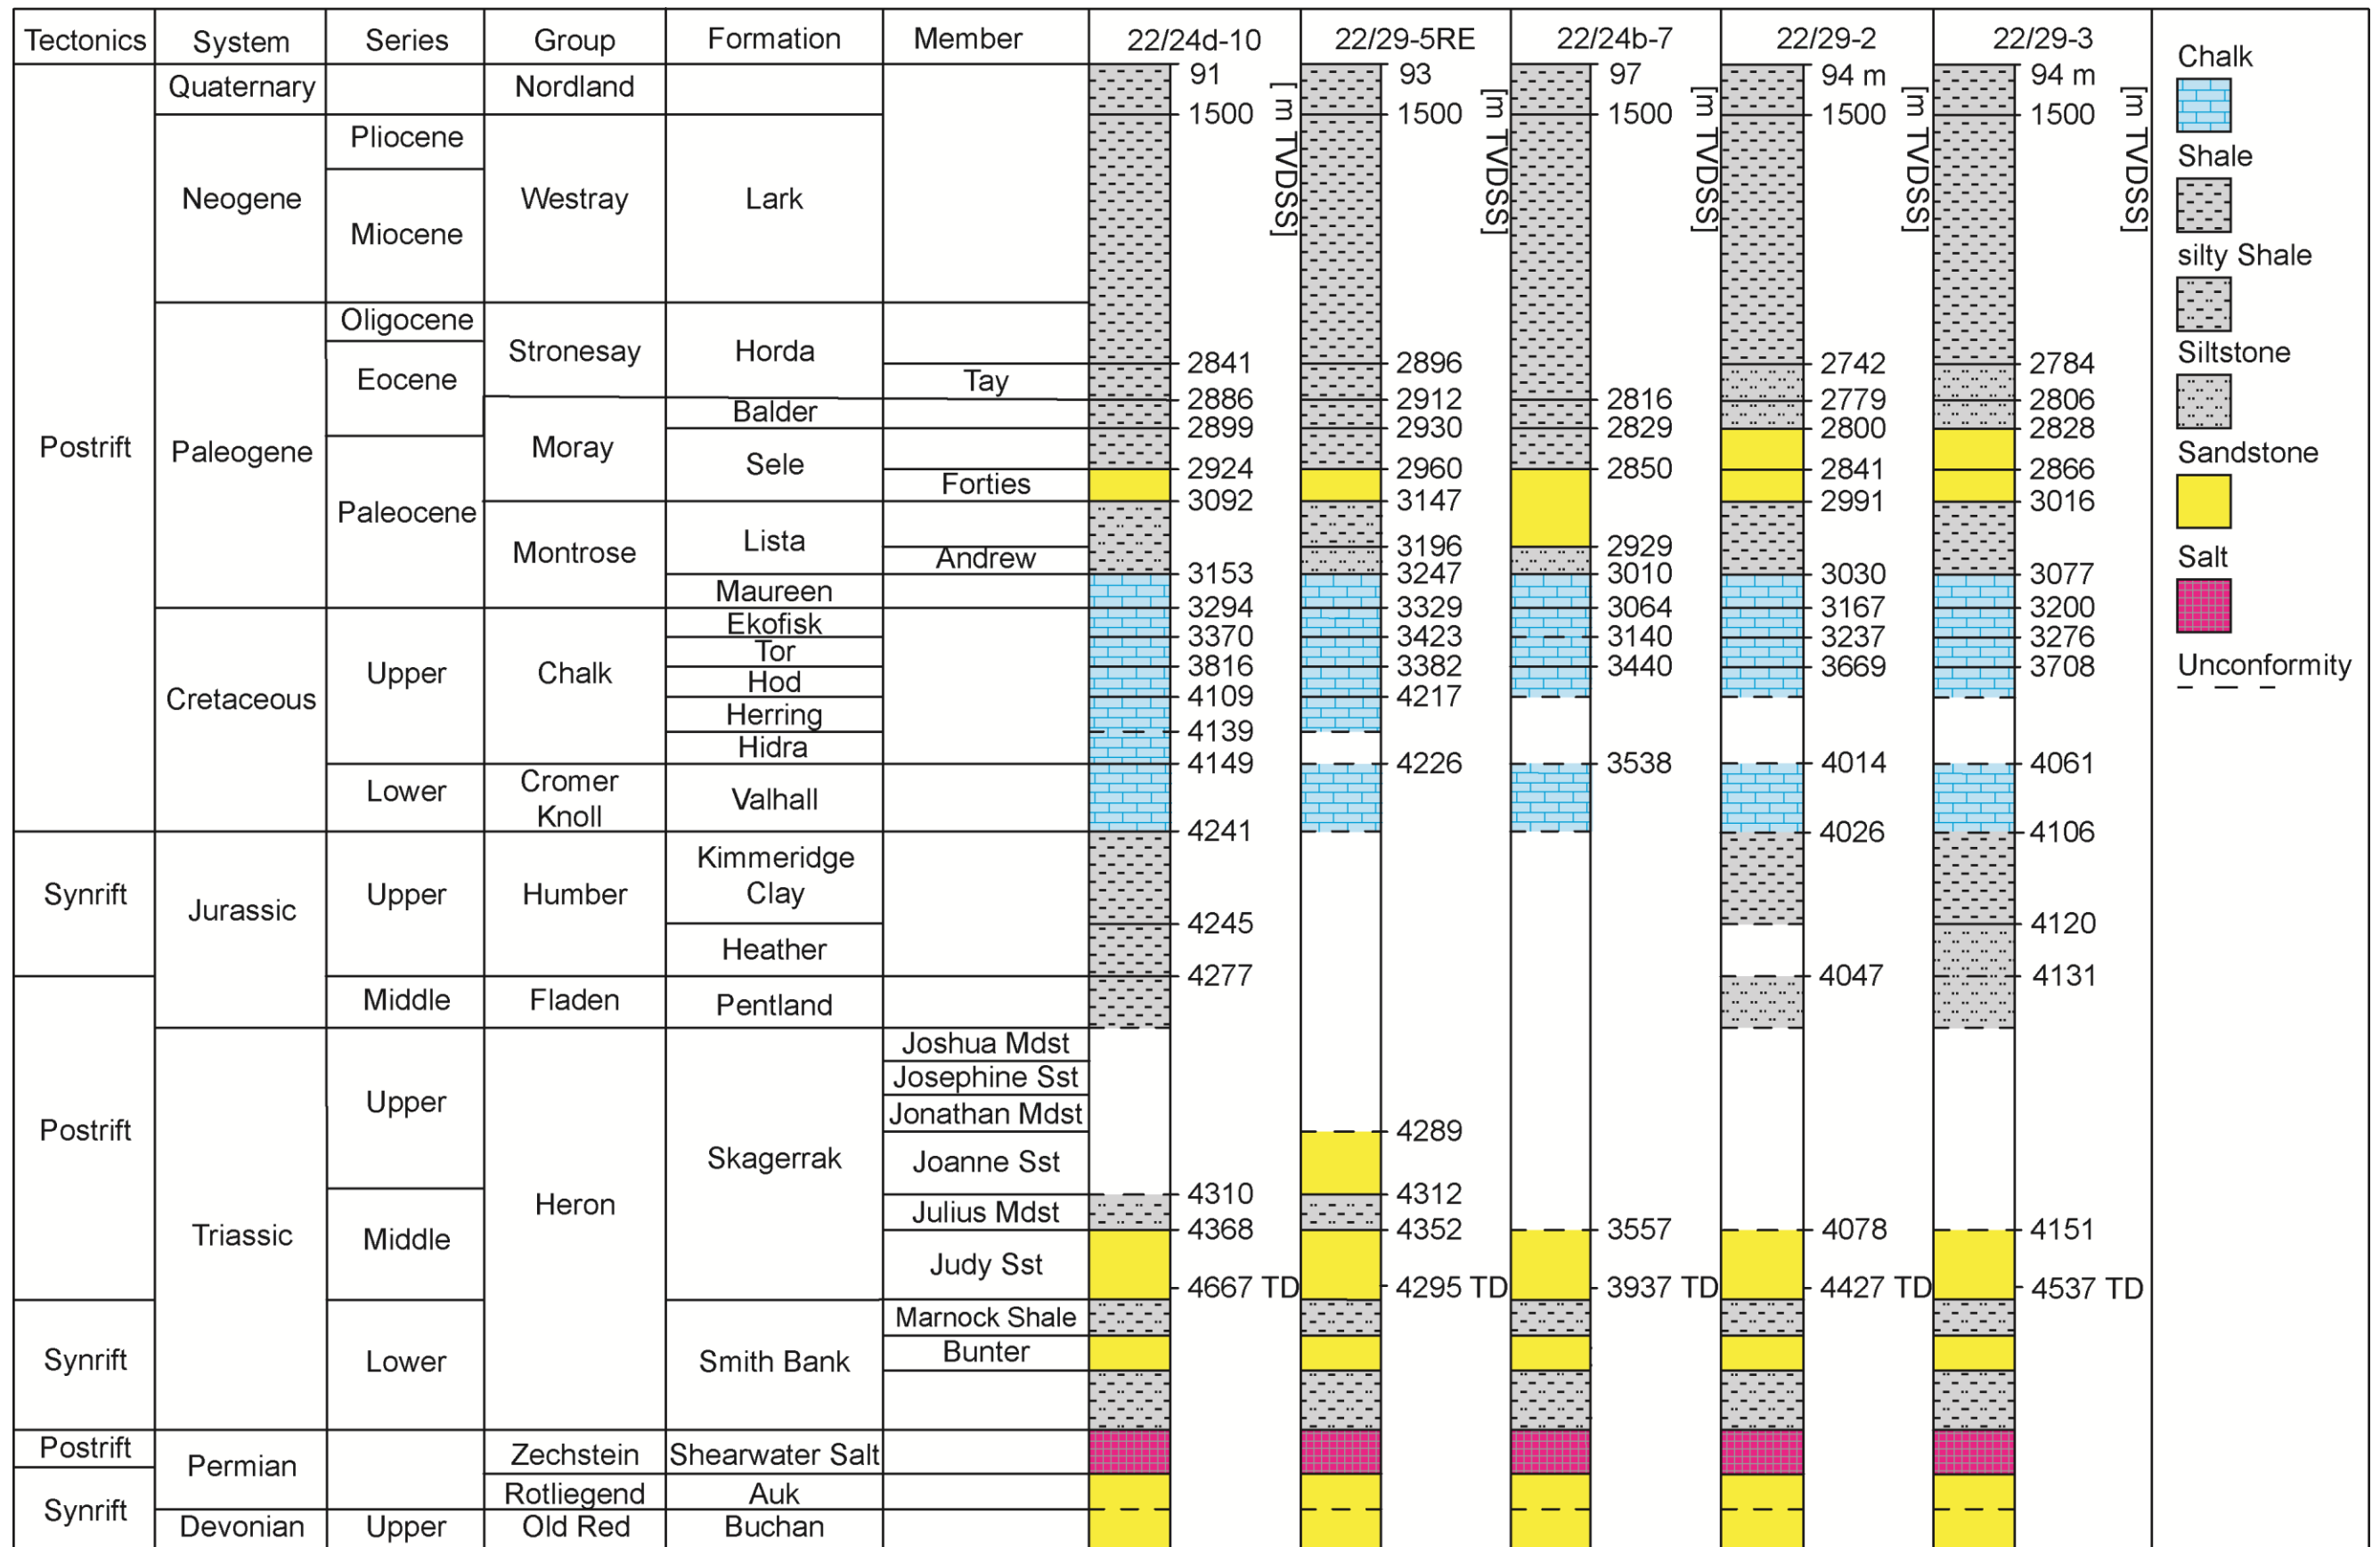 Tectonics System Series Group Formation Member 22/24d-10 22/29-5RE 22/24b-7 22/29-2 22/29-3
Quaternary Nordland
Postrift
Neogene Pliocene Westray Lark
Miocene
Paleogene Oligocene Stronesay Horda
Eocene Tay
Moray Balder
Paleocene Sele
Forties
Montrose Lista
Andrew
Maureen
Cretaceous Upper Chalk Ekofisk
Tor
Hod
Herring
Hidra
Lower Cromer
Knoll Valhall
Synrift Jurassic Upper Humber Kimmeridge
Clay
Heather
Postrift Middle Fladen Pentland
Triassic Upper Heron Skagerrak Joshua Mdst
Josephine Sst
Jonathan Mdst
Joanne Sst
Middle Julius Mdst
Judy Sst
Synrift Lower Smith Bank Marnock Shale
Bunter
Postrift Permian Zechstein Shearwater Salt
Synrift Rotliegend Auk
Devonian Upper Old Red Buchan
91
1500
[m TVDSS]
2841
2886
2899
2924
3092
3153
3294
3370
3816
4109
4139
4149
4241
4245
4277
4310
4368
4667 TD
93
1500
[m TVDSS]
2896
2912
2930
2960
3147
3196
3247
3329
3423
3382
4217
4226
4289
4312
4352
4295 TD
97
1500
[m TVDSS]
2816
2829
2850
2929
3010
3064
3140
3440
3538
3557
3937 TD
94 m
1500
[m TVDSS]
2742
2779
2800
2841
2991
3030
3167
3237
3669
4014
4026
4047
4078
4427 TD
94 m
1500
[m TVDSS]
2784
2806
2828
2866
3016
3077
3200
3276
3708
4061
4106
4120
4131
4151
4537 TD
Chalk
Shale
silty Shale
Siltstone
Sandstone
Salt
Unconformity